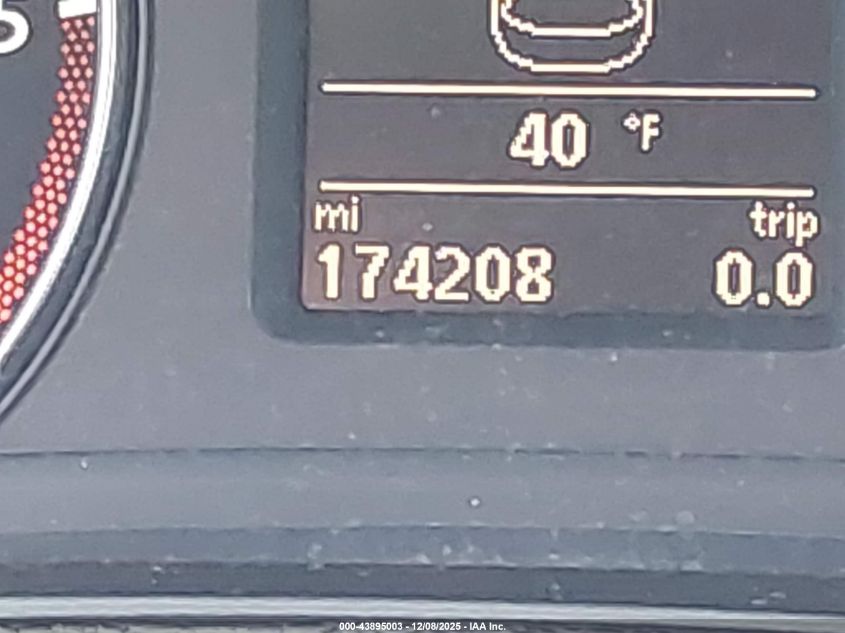 40 °F
mi trip
174208 0.0
000-43895003 - 12/08/2025 - IAA Inc.